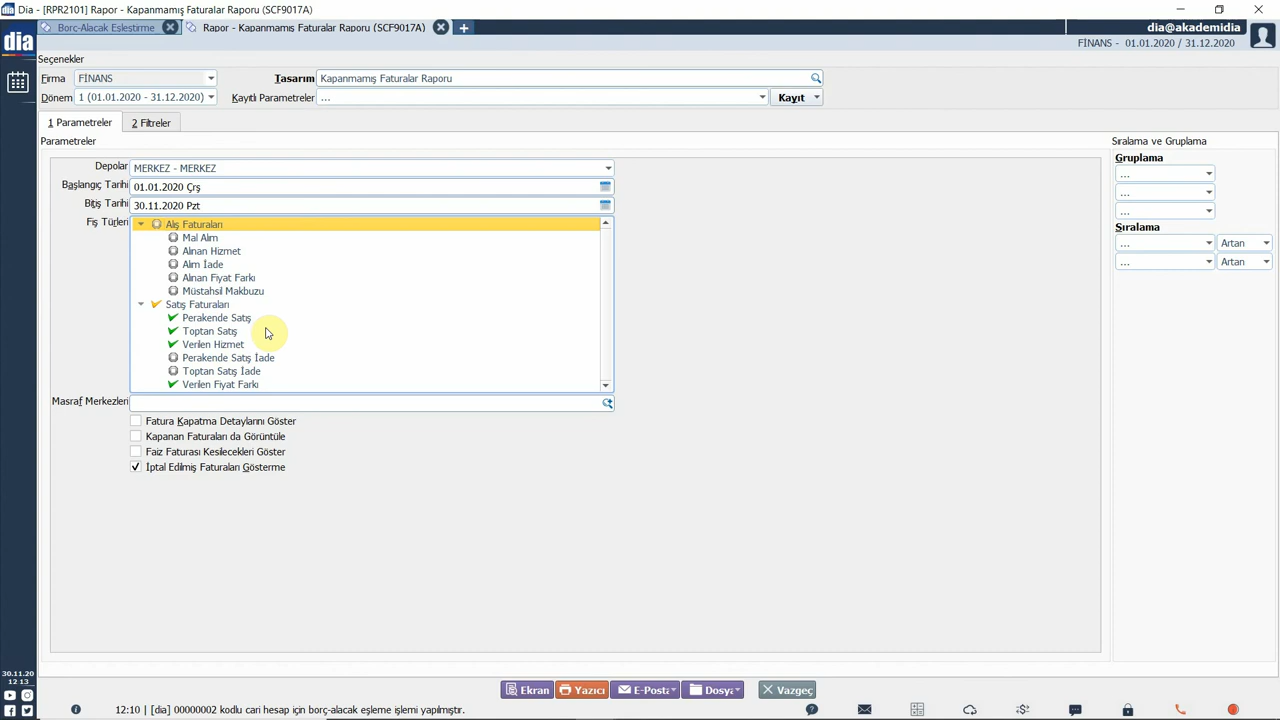 Dia - [RPR2101] Rapor - Kapanmamış Faturalar Raporu (SCF9017A)
dia
Borç-Alacak Eşleştirme
Rapor - Kapanmamış Faturalar Raporu (SCF9017A)
dia@akademidia
FİNANS - 01.01.2020 / 31.12.2020
Seçenekler
Firma FİNANS Tasarım Kapanmamış Faturalar Raporu
Dönem 1 (01.01.2020 - 31.12.2020) Kayıtlı Parametreler ... Kayıt
1 Parametreler 2 Filtreler
Parametreler
Sıralama ve Gruplama
Depolar MERKEZ - MERKEZ
Başlangıç Tarihi 01.01.2020 Çrş
Bitiş Tarihi 30.11.2020 Pzt
Fiş Türleri Alış Faturaları
Mal Alım
Alınan Hizmet
Alım İade
Alınan Fiyat Farkı
Müstahsil Makbuzu
Satış Faturaları
Perakende Satış
Toptan Satış
Verilen Hizmet
Perakende Satış İade
Toptan Satış İade
Verilen Fiyat Farkı
Masraf Merkezleri
Fatura Kapatma Detaylarını Göster
Kapanan Faturaları da Görüntüle
Faiz Faturası Kesilecekleri Göster
İptal Edilmiş Faturaları Gösterme
Gruplama
...
...
...
Sıralama
... Artan
... Artan
Ekran Yazıcı E-Posta Dosya Vazgeç
30.11.20
12:13
12:10 | [dia] 00000002 kodlu cari hesap için borç-alacak eşleme işlemi yapılmıştır.